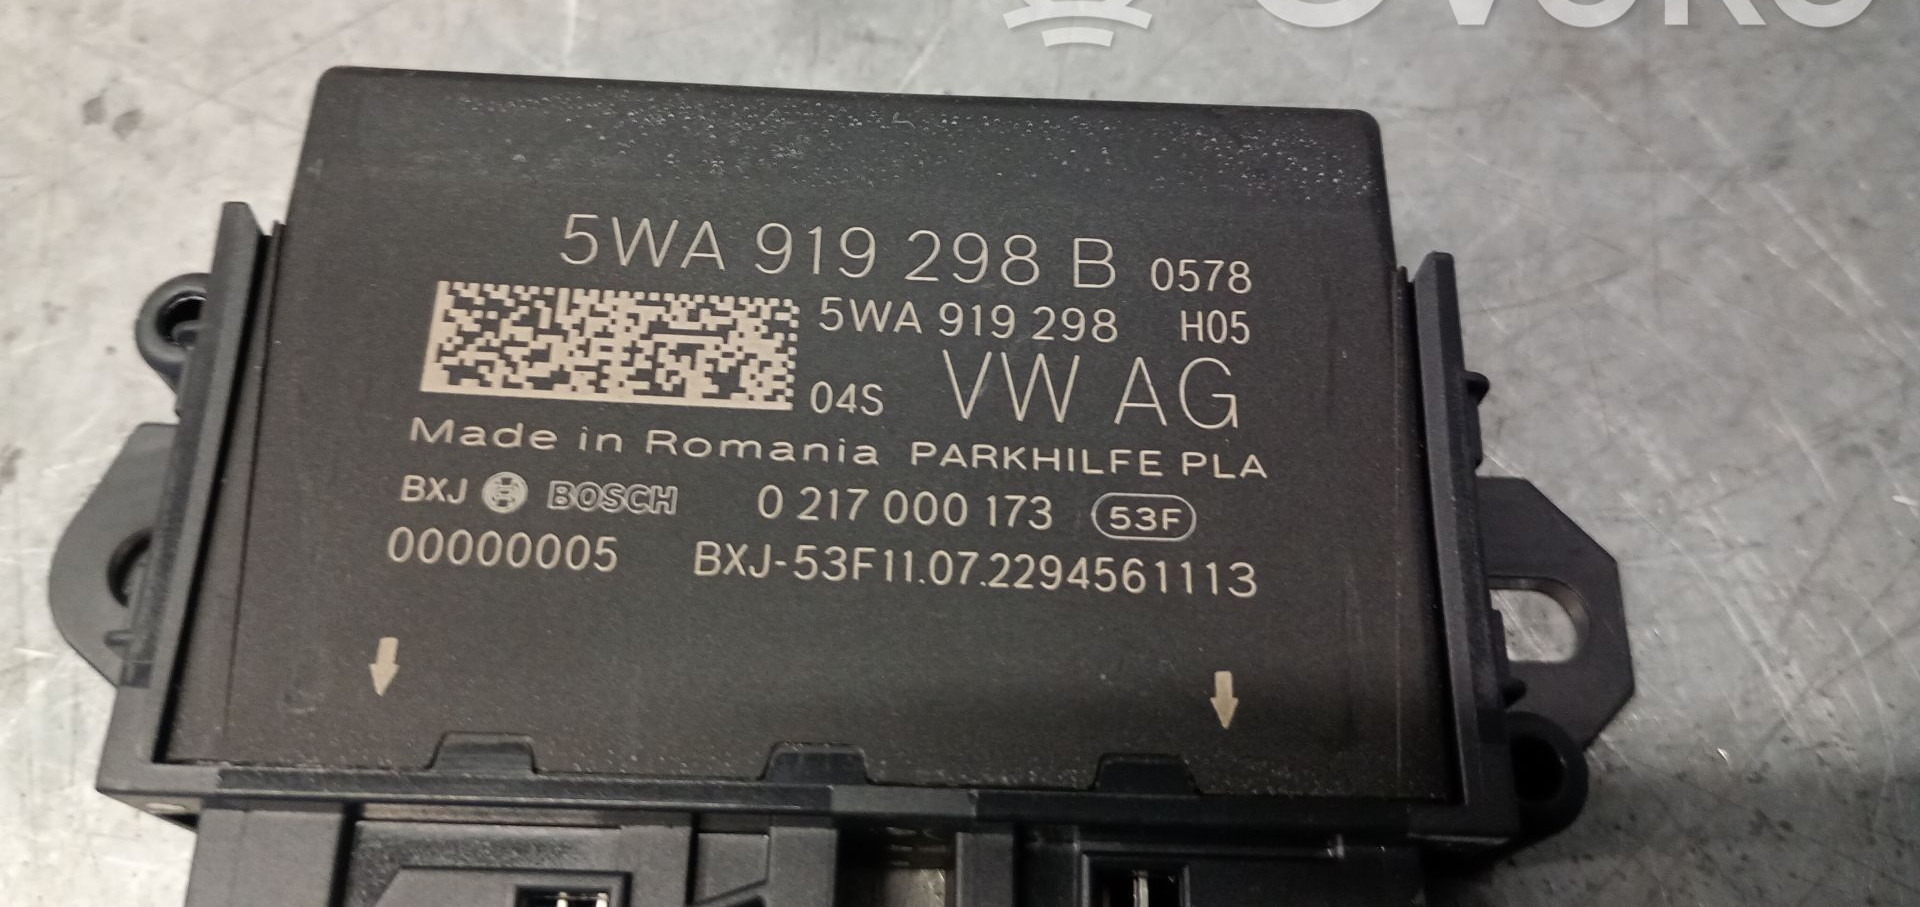 5WA 919 298 B 0578
5WA 919 298 H05
04S VW AG
Made in Romania PARKHILFE PLA
BXJ BOSCH 0 217 000 173 53F
00000005 BXJ-53F11.07.2294561113